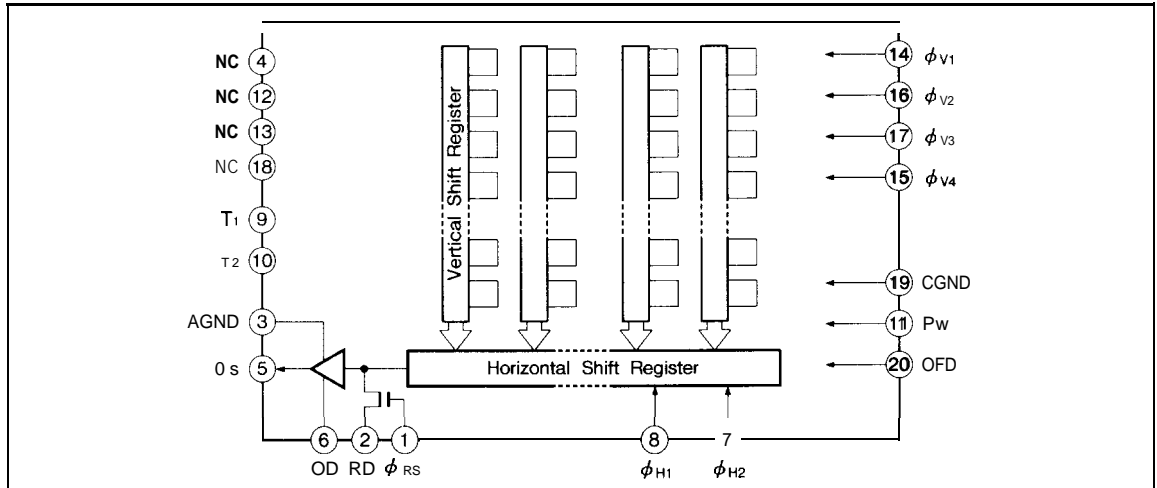 NC 4
NC 12
NC 13
NC 18
T1 9
T2 10
AGND 3
0 s 5
Vertical Shift Register
Horizontal Shift Register
14 ϕV1
16 ϕV2
17 ϕV3
15 ϕV4
19 CGND
11 Pw
20 OFD
6 2 1 8 7
OD RD ϕRS ϕH1 ϕH2